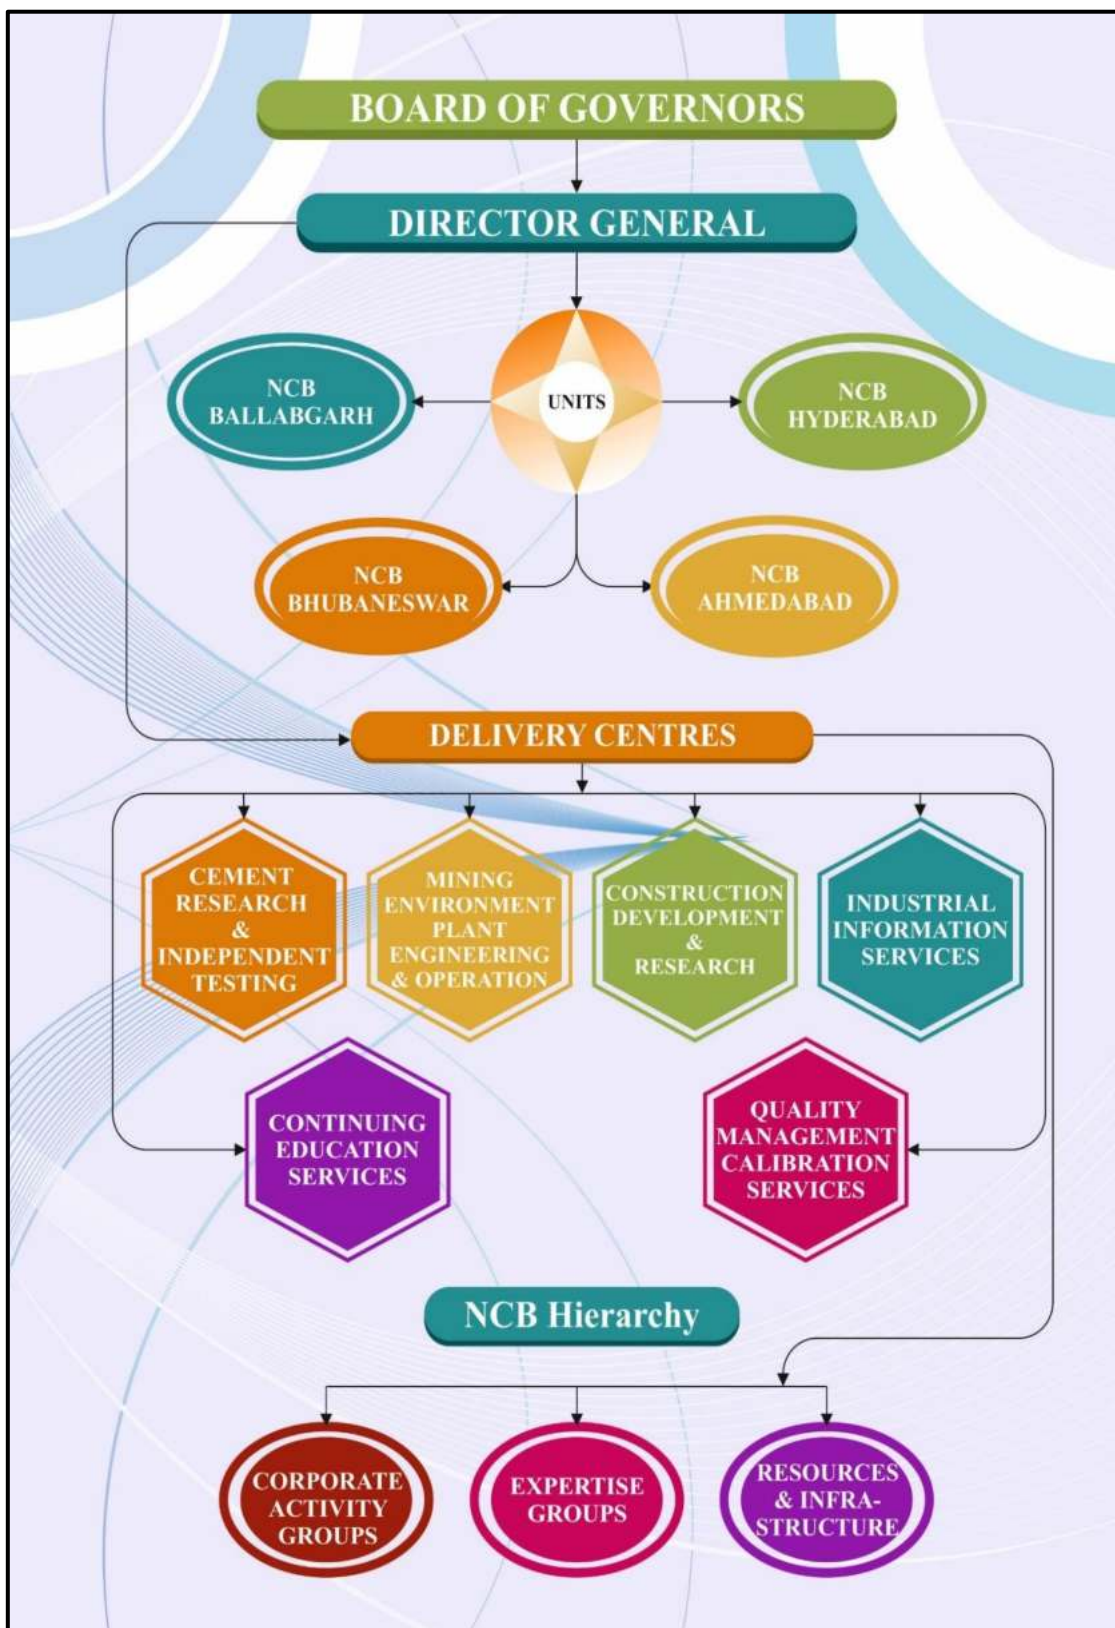 BOARD OF GOVERNORS
DIRECTOR GENERAL
NCB
BALLABGARH
UNITS
NCB
HYDERABAD
NCB
BHUBANESWAR
NCB
AHMEDABAD
DELIVERY CENTRES
CEMENT
RESEARCH
&
INDEPENDENT
TESTING
MINING
ENVIRONMENT
PLANT
ENGINEERING
& OPERATION
CONSTRUCTION
DEVELOPMENT
&
RESEARCH
INDUSTRIAL
INFORMATION
SERVICES
CONTINUING
EDUCATION
SERVICES
QUALITY
MANAGEMENT
CALIBRATION
SERVICES
NCB Hierarchy
CORPORATE
ACTIVITY
GROUPS
EXPERTISE
GROUPS
RESOURCES
& INFRA-
STRUCTURE